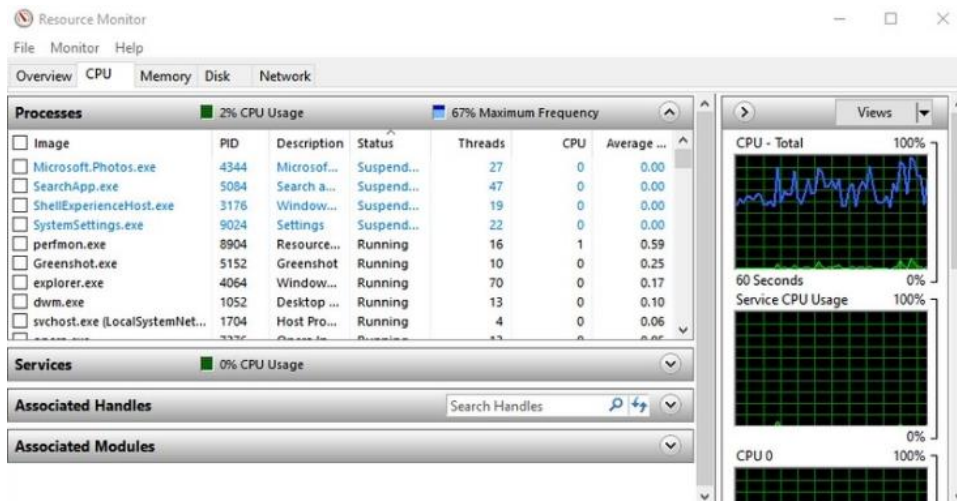 Resource Monitor
File Monitor Help
Overview CPU Memory Disk Network
Processes 2% CPU Usage 67% Maximum Frequency
Image PID Description Status Threads CPU Average ...
Microsoft.Photos.exe 4344 Microsof... Suspend... 27 0 0.00
SearchApp.exe 5084 Search a... Suspend... 47 0 0.00
ShellExperienceHost.exe 3176 Window... Suspend... 19 0 0.00
SystemSettings.exe 9024 Settings Suspend... 22 0 0.00
perfmon.exe 8904 Resource... Running 16 1 0.59
Greenshot.exe 5152 Greenshot Running 10 0 0.25
explorer.exe 4064 Window... Running 70 0 0.17
dwm.exe 1052 Desktop ... Running 13 0 0.10
svchost.exe (LocalSystemNet... 1704 Host Pro... Running 4 0 0.06
Services 0% CPU Usage
Associated Handles Search Handles
Associated Modules
Views
CPU - Total 100%
60 Seconds 0%
Service CPU Usage 100%
0%
CPU 0 100%